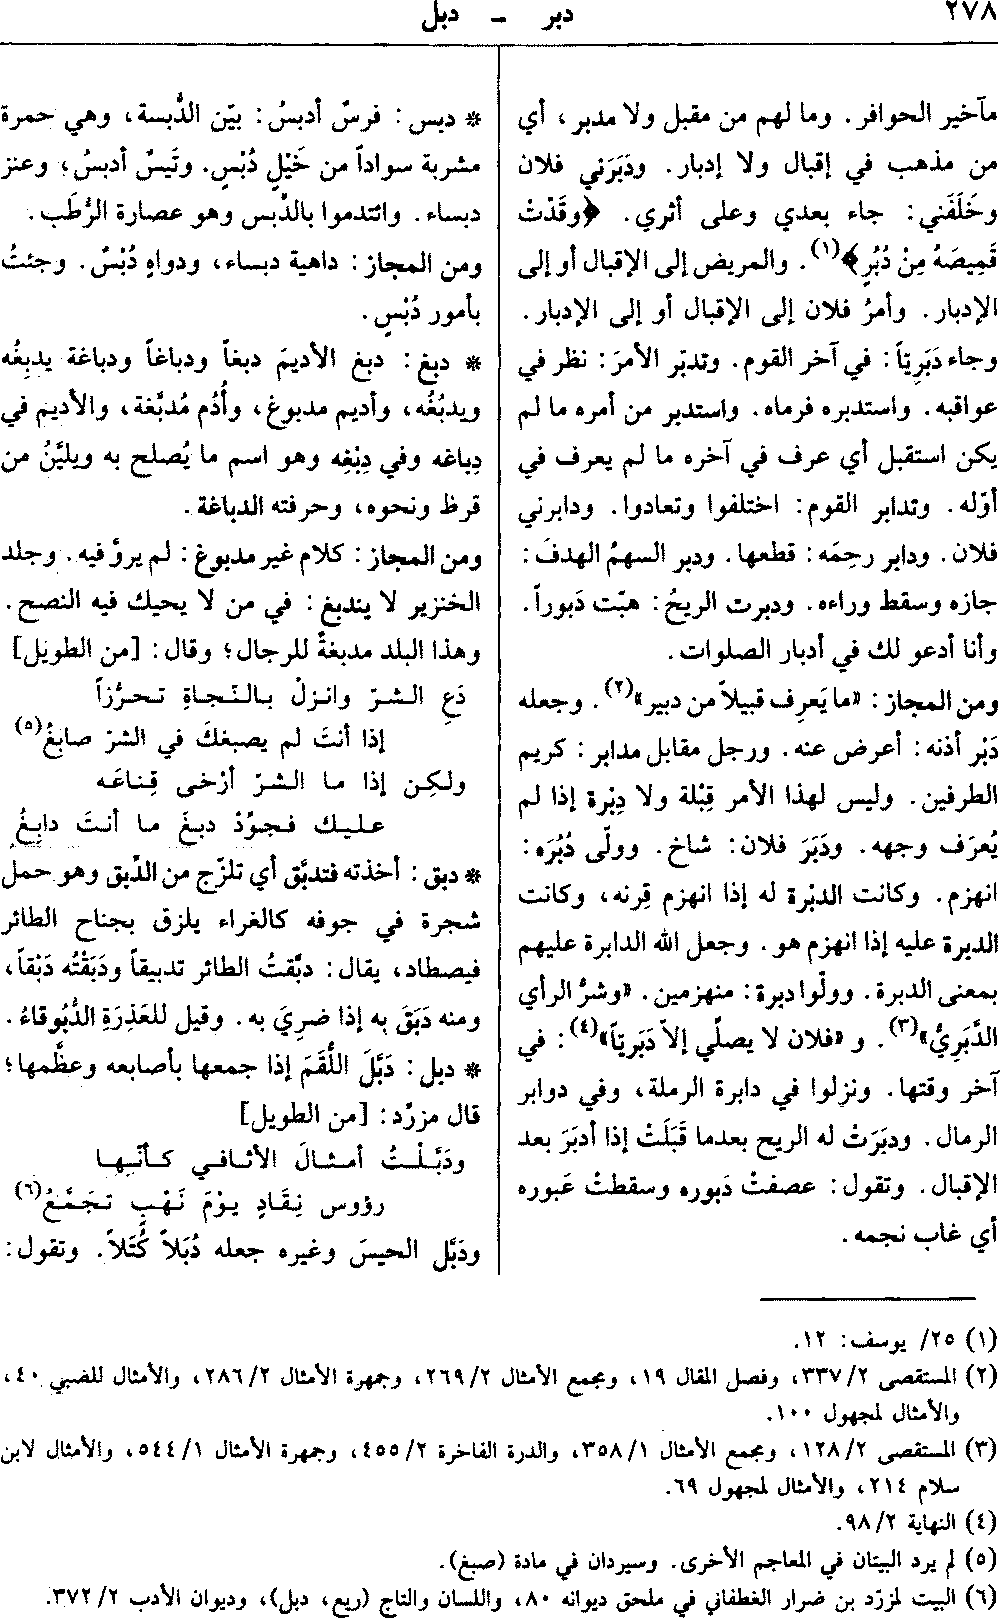 ٢٧٨
دبر - دبل
مآخير الحوافر. وما لهم من مقبل ولا مدبر، أي
من مذهب في إقبال ولا إدبار. ودَبَرَني فلان
وخَلَفَني: جاء بعدي وعلى أثري. ﴿وقَدّتْ
قَمِيصَهُ مِنْ دُبُرٍ﴾(١). والمريض إلى الإقبال أو إلى
الإدبار. وأمرُ فلان إلى الإقبال أو إلى الإدبار.
وجاء دَبَرِيّاً: في آخر القوم. وتدبّر الأمرَ: نظر في
عواقبه. واستدبره فرماه. واستدبر من أمره ما لم
يكن استقبل أي عرف في آخره ما لم يعرف في
أوّله. وتدابر القوم: اختلفوا وتعادوا. ودابرني
فلان. ودابر رحِمَه: قطعها. ودبر السهمُ الهدفَ:
جازه وسقط وراءه. ودبرت الريحُ: هبّت دَبوراً.
وأنا أدعو لك في أدبار الصلوات.
ومن المجاز: «ما يَعرِف قبيلاً من دبير»(٢). وجعله
دَبْر أذنه: أعرض عنه. ورجل مقابل مدابر: كريم
الطرفين. وليس لهذا الأمر قِبْلة ولا دِبْرة إذا لم
يُعرَف وجهه. ودَبَرَ فلان: شاخ. وولّى دُبُرَه:
انهزم. وكانت الدبْرة له إذا انهزم قِرنه، وكانت
الدبرة عليه إذا انهزم هو. وجعل الله الدابرة عليهم
بمعنى الدبرة. وولّوا دبرة: منهزمين. «وشرُّ الرأي
الدَّبَرِيُّ»(٣). و «فلان لا يصلّي إلاّ دَبَريّاً»(٤): في
آخر وقتها. ونزلوا في دابرة الرملة، وفي دوابر
الرمال. ودبَرَتْ له الريح بعدما قَبَلَتْ إذا أدبَرَ بعد
الإقبال. وتقول: عصفتْ دَبوره وسقطتْ عَبوره
أي غاب نجمه.
* دبس: فرسٌ أدبسُ: بيّن الدُّبسة، وهي حمرة
مشربة سواداً من خَيْلٍ دُبْسٍ. وتَيسٌ أدبسُ؛ وعنز
دبساء. وائتدموا بالدِّبس وهو عصارة الرُّطَب.
ومن المجاز: داهية دبساء، ودواهٍ دُبْسٌ. وجئتُ
بأمور دُبْسٍ.
* دبغ: دبغ الأديمَ دبغاً ودباغاً ودباغة يدبِغُه
ويدبُغُه، وأديم مدبوغ، وأُدُم مُدبَّغة، والأديم في
دِباغه وفي دِبْغِه وهو اسم ما يُصلح به ويليَّنُ من
قرظ ونحوه، وحرفته الدباغة.
ومن المجاز: كلام غير مدبوغ: لم يروَّ فيه. وجلد
الخنزير لا يندبغ: في من لا يحيك فيه النصح.
وهذا البلد مدبغةٌ للرجال؛ وقال: [من الطويل]
دَعِ الشرّ وانزلْ بالنّجاةِ تحرُّزاً
إذا أنتَ لم يصبغكَ في الشرّ صابِغُ(٥)
ولكِن إذا ما الشرّ أرْخى قِناعَه
عليك فجوِّدْ دبغَ ما أنتَ دابِغُ
* دبق: أخذته فتدبَّق أي تلزّج من الدِّبق وهو حمل
شجرة في جوفه كالغراء يلزق بجناح الطائر
فيصطاد، يقال: دبَّقتُ الطائر تدبيقاً ودَبَقْتُه دَبْقاً،
ومنه دَبَقَ به إذا ضريَ به. وقيل للعَذِرَةِ الدَّبُوقاءُ.
* دبل: دَبَّلَ اللُّقَمَ إذا جمعها بأصابعه وعظَّمها؛
قال مزرِّد: [من الطويل]
ودَبَّلْتُ أمثالَ الأثافي كأنّها
رؤوس نِقَادٍ يوْمَ نَهْبٍ تجَمَّعُ(٦)
ودَبَّل الحيسَ وغيره جعله دُبَلاً كُتَلاً. وتقول:
(١) ٢٥/ يوسف: ١٢.
(٢) المستقصى ٢/ ٣٣٧، وفصل المقال ١٩، ومجمع الأمثال ٢/ ٢٦٩، وجمهرة الأمثال ٢/ ٢٨٦، والأمثال للضبي ٤٠،
والأمثال لمجهول ١٠٠.
(٣) المستقصى ٢/ ١٢٨، ومجمع الأمثال ١/ ٣٥٨، والدرة الفاخرة ٢/ ٤٥٥، وجمهرة الأمثال ١/ ٥٤٤، والأمثال لابن
سلام ٢١٤، والأمثال لمجهول ٦٩.
(٤) النهاية ٢/ ٩٨.
(٥) لم يرد البيتان في المعاجم الأخرى. وسيردان في مادة (صبغ).
(٦) البيت لمزرّد بن ضرار الغطفاني في ملحق ديوانه ٨٠، واللسان والتاج (ربع، دبل)، وديوان الأدب ٢/ ٣٧٢.